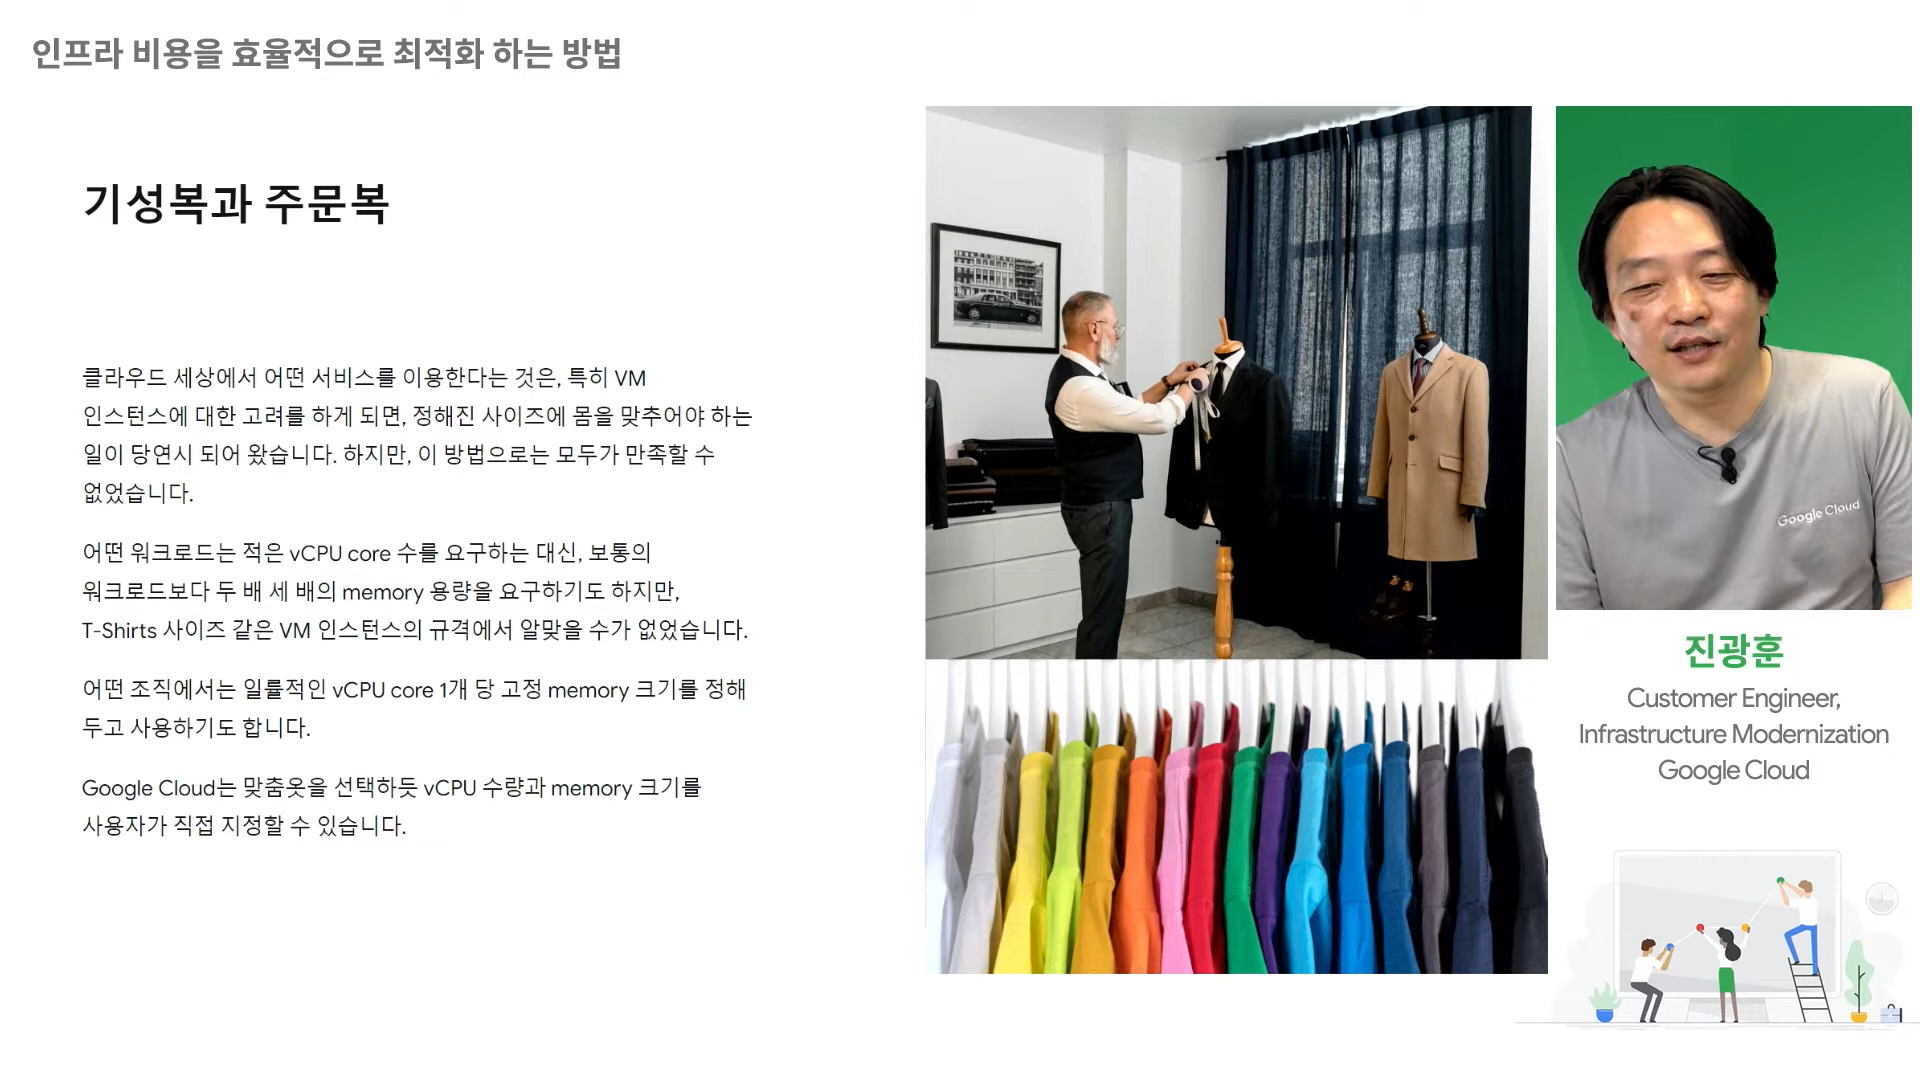 인프라 비용을 효율적으로 최적화 하는 방법
기성복과 주문복
클라우드 세상에서 어떤 서비스를 이용한다는 것은, 특히 VM
인스턴스에 대한 고려를 하게 되면, 정해진 사이즈에 몸을 맞추어야 하는
일이 당연시 되어 왔습니다. 하지만, 이 방법으로는 모두가 만족할 수
없었습니다.
어떤 워크로드는 적은 vCPU core 수를 요구하는 대신, 보통의
워크로드보다 두 배 세 배의 memory 용량을 요구하기도 하지만,
T-Shirts 사이즈 같은 VM 인스턴스의 규격에서 알맞을 수가 없었습니다.
어떤 조직에서는 일률적인 vCPU core 1개 당 고정 memory 크기를 정해
두고 사용하기도 합니다.
Google Cloud는 맞춤옷을 선택하듯 vCPU 수량과 memory 크기를
사용자가 직접 지정할 수 있습니다.
Google Cloud
진광훈
Customer Engineer,
Infrastructure Modernization
Google Cloud